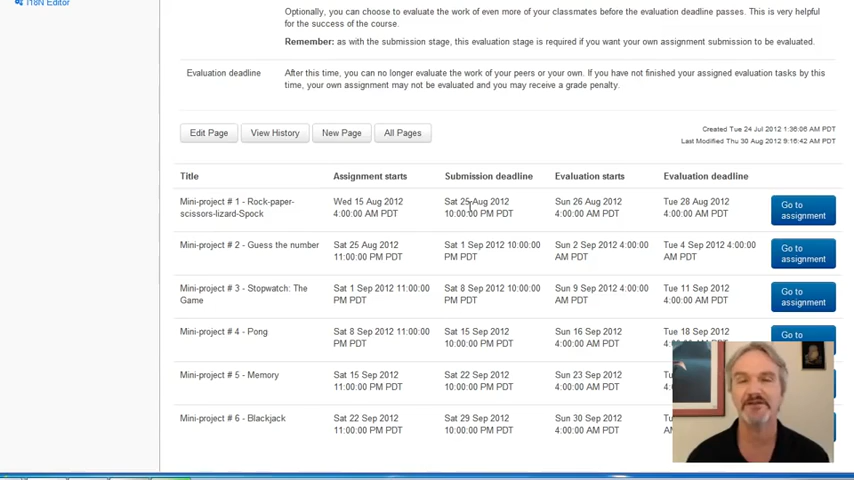 I18N Editor
Optionally, you can choose to evaluate the work of even more of your classmates before the evaluation deadline passes. This is very helpful
for the success of the course.
Remember: as with the submission stage, this evaluation stage is required if you want your own assignment submission to be evaluated.
Evaluation deadline
After this time, you can no longer evaluate the work of your peers or your own. If you have not finished your assigned evaluation tasks by this
time, your own assignment may not be evaluated and you may receive a grade penalty.
Edit Page View History New Page All Pages
Created Tue 24 Jul 2012 1:36:06 AM PDT
Last Modified Thu 30 Aug 2012 9:16:42 AM PDT
Title Assignment starts Submission deadline Evaluation starts Evaluation deadline
Mini-project # 1 - Rock-paper- Wed 15 Aug 2012 Sat 25 Aug 2012 Sun 26 Aug 2012 Tue 28 Aug 2012 Go to
scissors-lizard-Spock 4:00:00 AM PDT 10:00:00 PM PDT 4:00:00 AM PDT 4:00:00 AM PDT assignment
Mini-project # 2 - Guess the number Sat 25 Aug 2012 Sat 1 Sep 2012 10:00:00 Sun 2 Sep 2012 4:00:00 Tue 4 Sep 2012 4:00:00 Go to
11:00:00 PM PDT PM PDT AM PDT AM PDT assignment
Mini-project # 3 - Stopwatch: The Sat 1 Sep 2012 11:00:00 Sat 8 Sep 2012 10:00:00 Sun 9 Sep 2012 4:00:00 Tue 11 Sep 2012 Go to
Game PM PDT PM PDT AM PDT 4:00:00 AM PDT assignment
Mini-project # 4 - Pong Sat 8 Sep 2012 11:00:00 Sat 15 Sep 2012 Sun 16 Sep 2012 Tue 18 Sep 2012 Go to
PM PDT 10:00:00 PM PDT 4:00:00 AM PDT
Mini-project # 5 - Memory Sat 15 Sep 2012 Sat 22 Sep 2012 Sun 23 Sep 2012
11:00:00 PM PDT 10:00:00 PM PDT 4:00:00 AM PDT
Mini-project # 6 - Blackjack Sat 22 Sep 2012 Sat 29 Sep 2012 Sun 30 Sep 2012
11:00:00 PM PDT 10:00:00 PM PDT 4:00:00 AM PDT